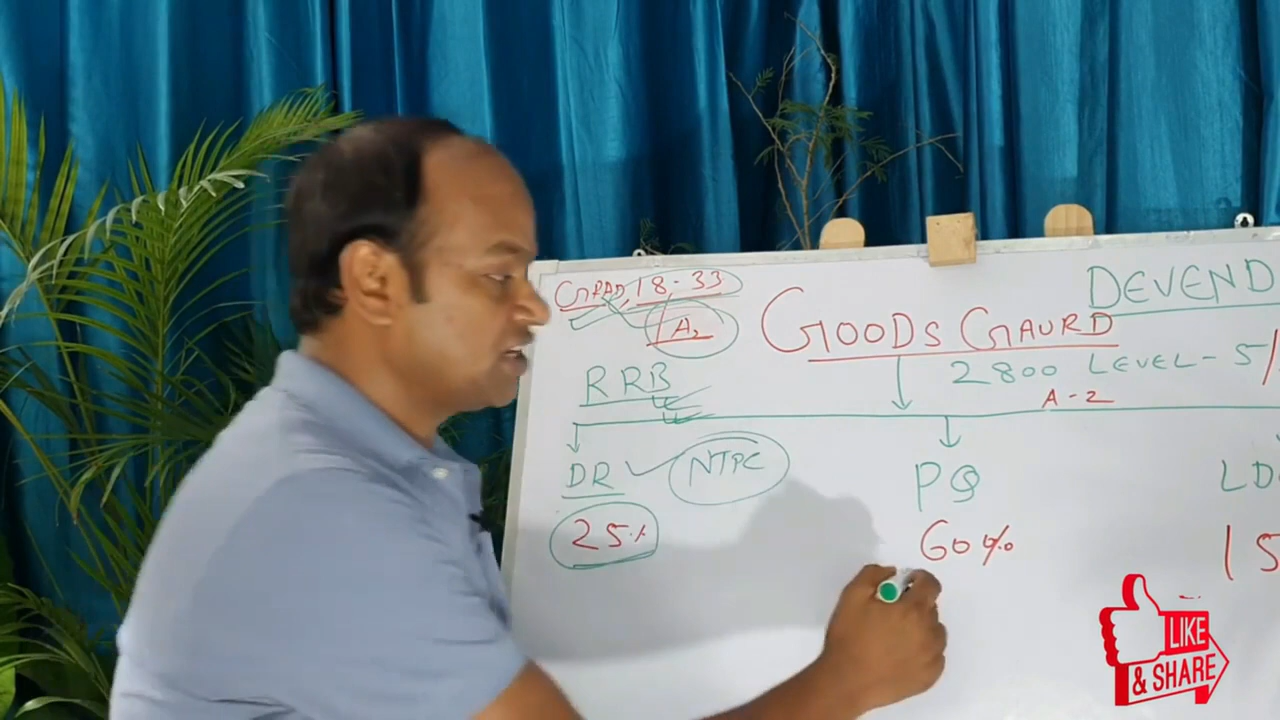 GRAD, 18-33
A2
DEVEND
GOODS GAURD
2800 LEVEL-5/
A-2
RRB
DR
NTPC
PQ
LD
25%
60%
15
LIKE
& SHARE